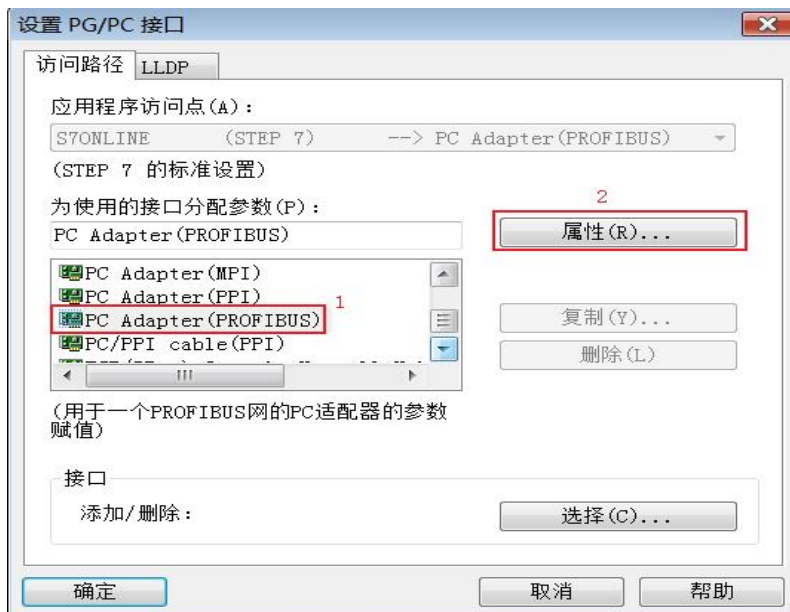 设置 PG/PC 接口
访问路径 LLDP
应用程序访问点(A):
S7ONLINE (STEP 7) --> PC Adapter(PROFIBUS)
(STEP 7 的标准设置)
为使用的接口分配参数(P):
2
PC Adapter(PROFIBUS)
属性(R)...
PC Adapter(MPI)
PC Adapter(PPI)
PC Adapter(PROFIBUS)
1
复制(Y)...
PC/PPI cable(PPI)
删除(L)
(用于一个PROFIBUS网的PC适配器的参数
赋值)
接口
添加/删除:
选择(C)...
确定 取消 帮助